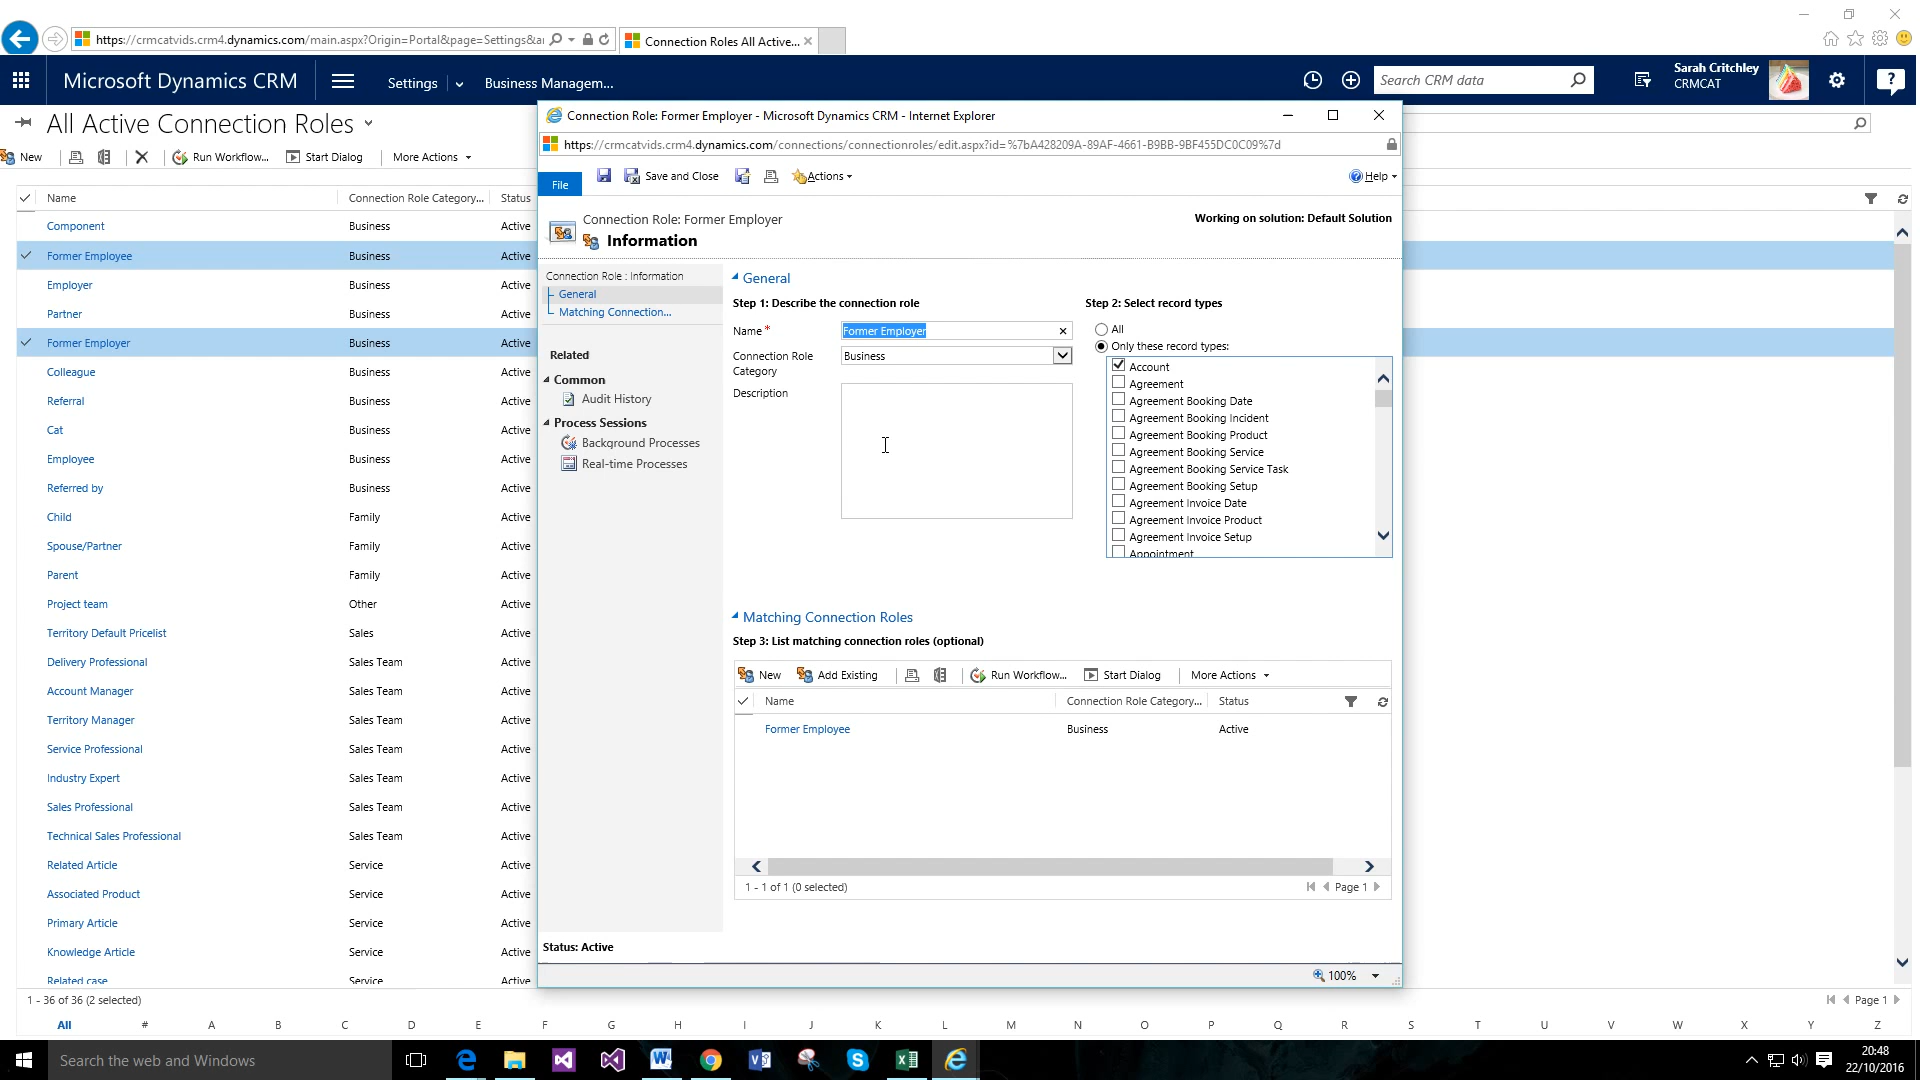 https://crmcatvids.crm4.dynamics.com/main.aspx?Origin=Portal&page=Settings&
Connection Roles All Active...
Microsoft Dynamics CRM
Settings
Business Managem...
Search CRM data
Sarah Critchley
CRMCAT
All Active Connection Roles
New
Run Workflow...
Start Dialog
More Actions
Name
Connection Role Category...
Status
Component Business Active
Former Employee Business Active
Employer Business Active
Partner Business Active
Former Employer Business Active
Colleague Business Active
Referral Business Active
Cat Business Active
Employee Business Active
Referred by Business Active
Child Family Active
Spouse/Partner Family Active
Parent Family Active
Project team Other Active
Territory Default Pricelist Sales Active
Delivery Professional Sales Team Active
Account Manager Sales Team Active
Territory Manager Sales Team Active
Service Professional Sales Team Active
Industry Expert Sales Team Active
Sales Professional Sales Team Active
Technical Sales Professional Sales Team Active
Related Article Service Active
Associated Product Service Active
Primary Article Service Active
Knowledge Article Service Active
Related case Service Active
1 - 36 of 36 (2 selected)
Page 1
All # A B C D E F G H I J K L M N O P Q R S T U V W X Y Z
Connection Role: Former Employer - Microsoft Dynamics CRM - Internet Explorer
https://crmcatvids.crm4.dynamics.com/connections/connectionroles/edit.aspx?id=%7bA428209A-89AF-4661-B9BB-9BF455DC0C09%7d
File
Save and Close
Actions
Help
Connection Role: Former Employer
Information
Working on solution: Default Solution
Connection Role : Information
General
Matching Connection...
Related
Common
Audit History
Process Sessions
Background Processes
Real-time Processes
General
Step 1: Describe the connection role
Name *
Former Employer
Connection Role Category
Business
Description
Step 2: Select record types
All
Only these record types:
Account
Agreement
Agreement Booking Date
Agreement Booking Incident
Agreement Booking Product
Agreement Booking Service
Agreement Booking Service Task
Agreement Booking Setup
Agreement Invoice Date
Agreement Invoice Product
Agreement Invoice Setup
Appointment
Matching Connection Roles
Step 3: List matching connection roles (optional)
New
Add Existing
Run Workflow...
Start Dialog
More Actions
Name
Connection Role Category...
Status
Former Employee Business Active
1 - 1 of 1 (0 selected)
Page 1
Status: Active
100%
Search the web and Windows
20:48
22/10/2016